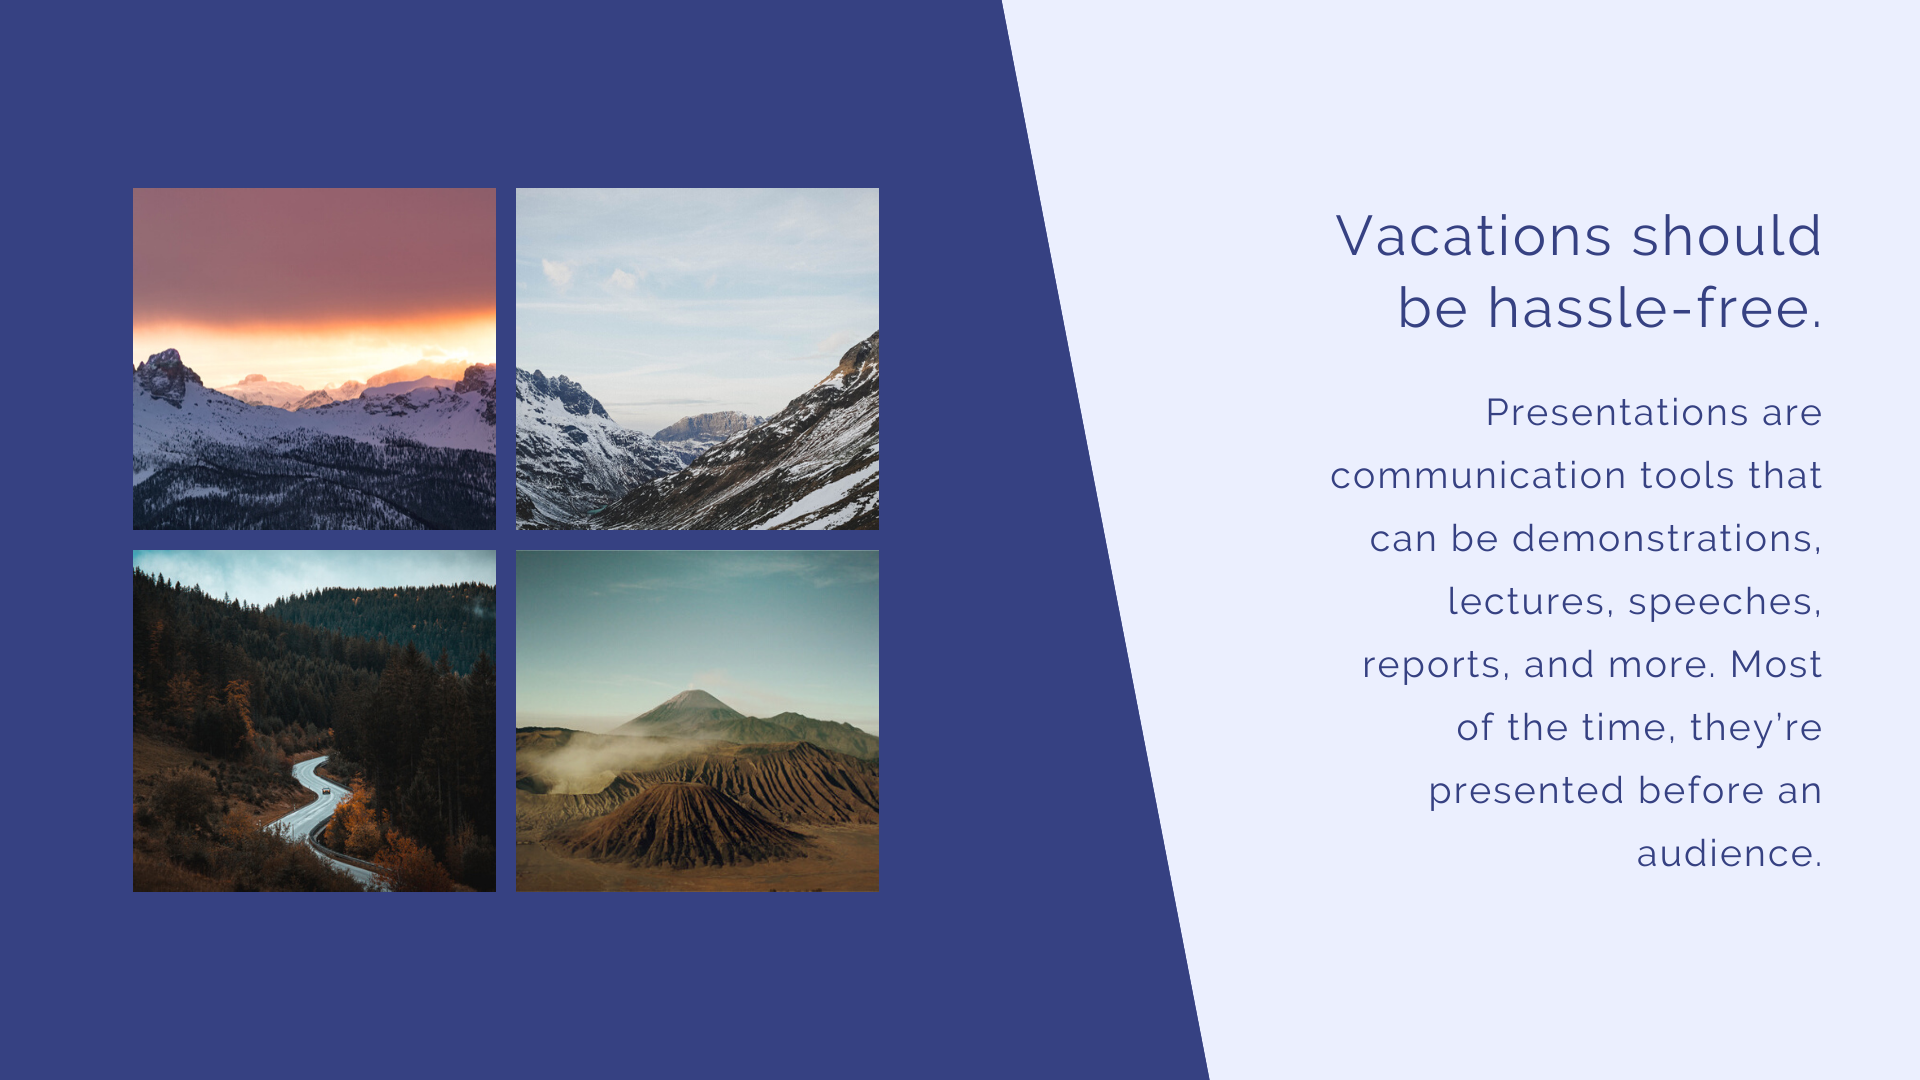 Vacations should
be hassle-free.
Presentations are
communication tools that
can be demonstrations,
lectures, speeches,
reports, and more. Most
of the time, they’re
presented before an
audience.